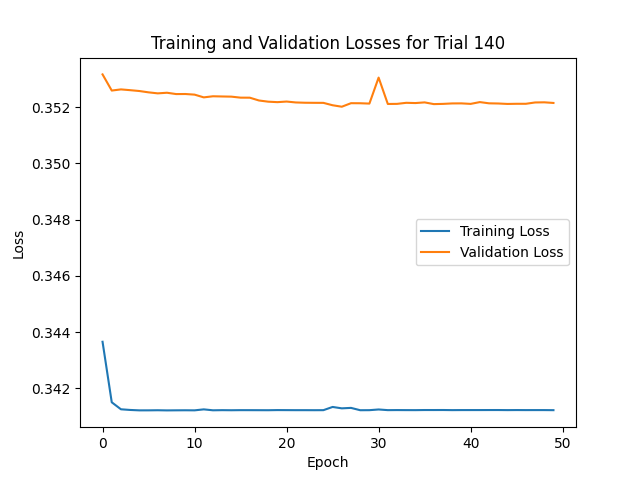 Training and Validation Losses for Trial 140
Loss
0.352
0.350
0.348
0.346
0.344
0.342
Training Loss
Validation Loss
0 10 20 30 40 50
Epoch